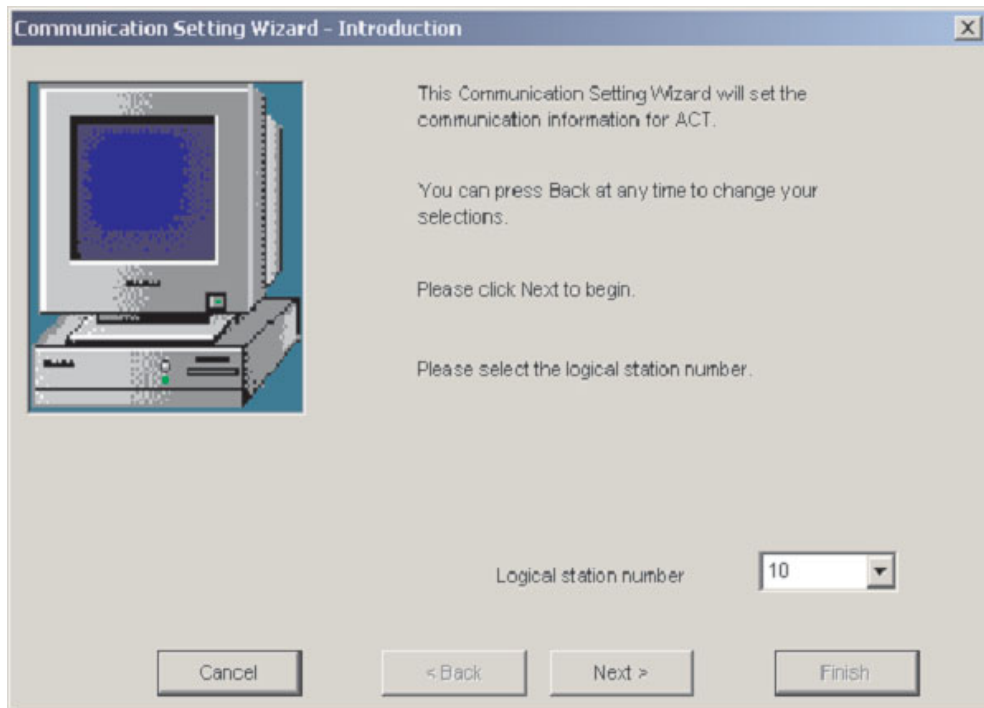 Communication Setting Wizard - Introduction
This Communication Setting Wizard will set the
communication information for ACT.
You can press Back at any time to change your
selections.
Please click Next to begin.
Please select the logical station number.
Logical station number
10
Cancel
< Back
Next >
Finish